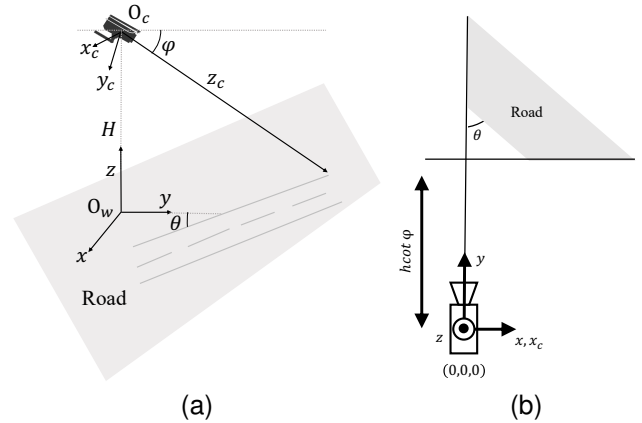 O_c
φ
x_c
y_c
z_c
H
z
O_w
y
θ
x
Road
(a)
Road
θ
hcot φ
y
z
x, x_c
(0,0,0)
(b)